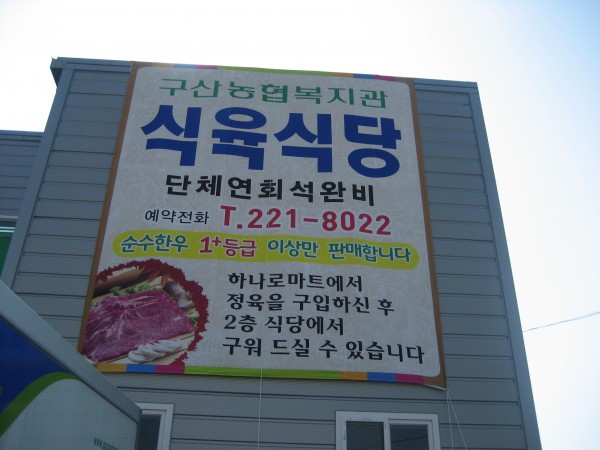 구산농협복지관
식육식당
단체연회석완비
예약전화 T.221-8022
순수한우 1+등급 이상만 판매합니다
하나로마트에서
정육을 구입하신 후
2층 식당에서
구워 드실 수 있습니다